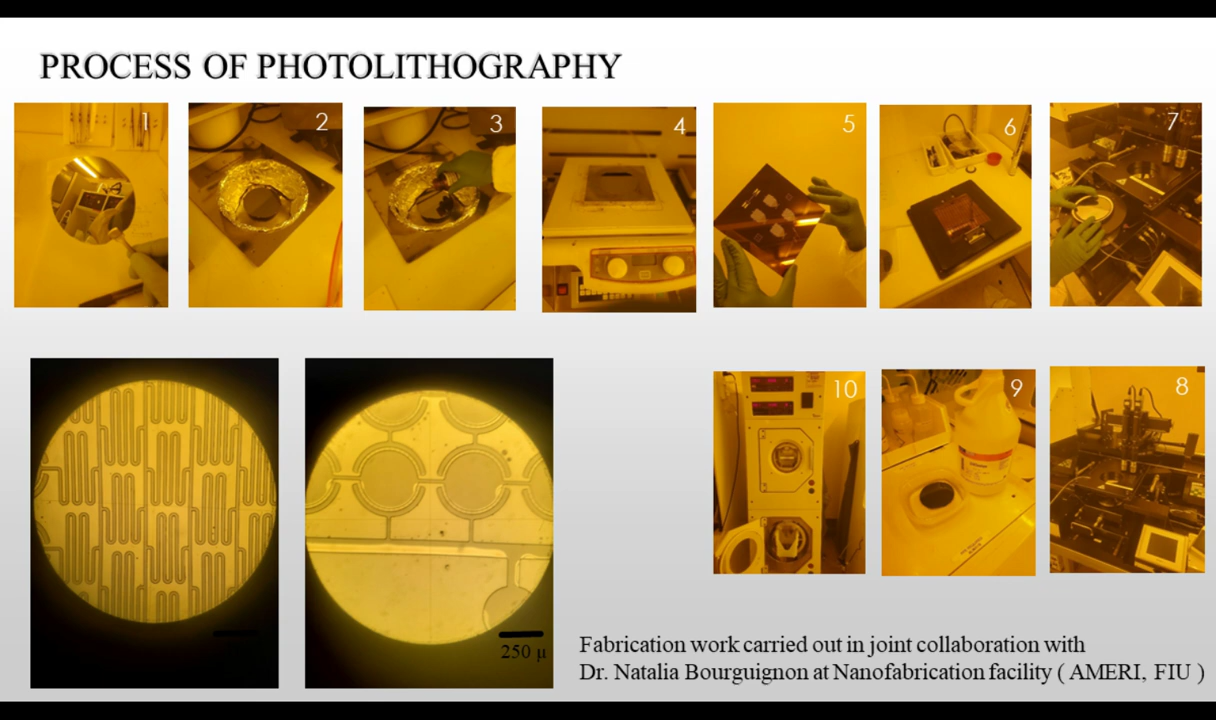 PROCESS OF PHOTOLITHOGRAPHY
1
2
3
4
5
6
7
10
9
8
250 μ
Fabrication work carried out in joint collaboration with
Dr. Natalia Bourguignon at Nanofabrication facility ( AMERI, FIU )